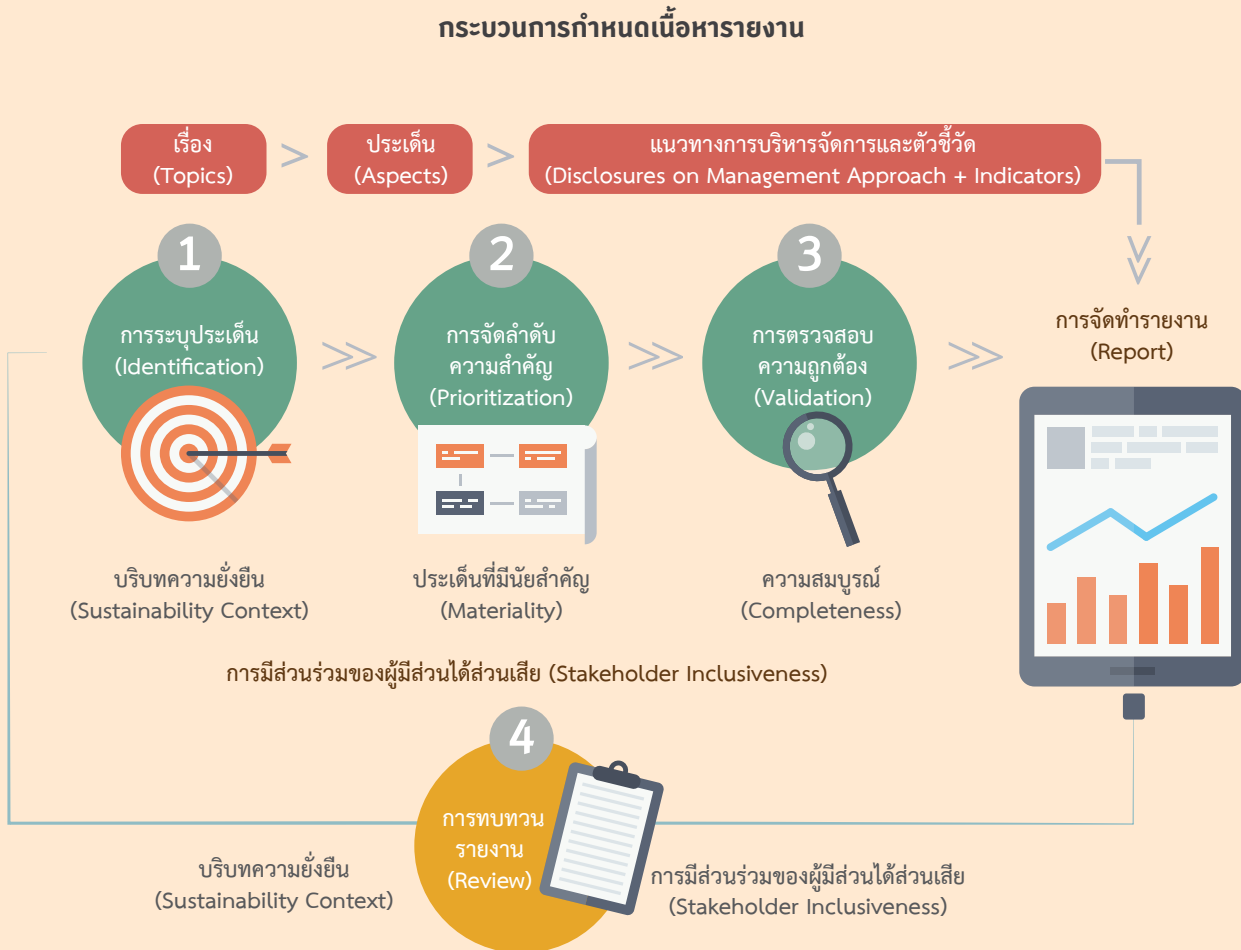 กระบวนการกำหนดเนื้อหารายงาน
เรื่อง
(Topics)
>
ประเด็น
(Aspects)
>
แนวทางการบริหารจัดการและตัวชี้วัด
(Disclosures on Management Approach + Indicators)
1
การระบุประเด็น
(Identification)
2
การจัดลำดับ
ความสำคัญ
(Prioritization)
3
การตรวจสอบ
ความถูกต้อง
(Validation)
การจัดทำรายงาน
(Report)
บริบทความยั่งยืน
(Sustainability Context)
ประเด็นที่มีนัยสำคัญ
(Materiality)
ความสมบูรณ์
(Completeness)
การมีส่วนร่วมของผู้มีส่วนได้ส่วนเสีย (Stakeholder Inclusiveness)
4
การทบทวน
รายงาน
(Review)
บริบทความยั่งยืน
(Sustainability Context)
การมีส่วนร่วมของผู้มีส่วนได้ส่วนเสีย
(Stakeholder Inclusiveness)